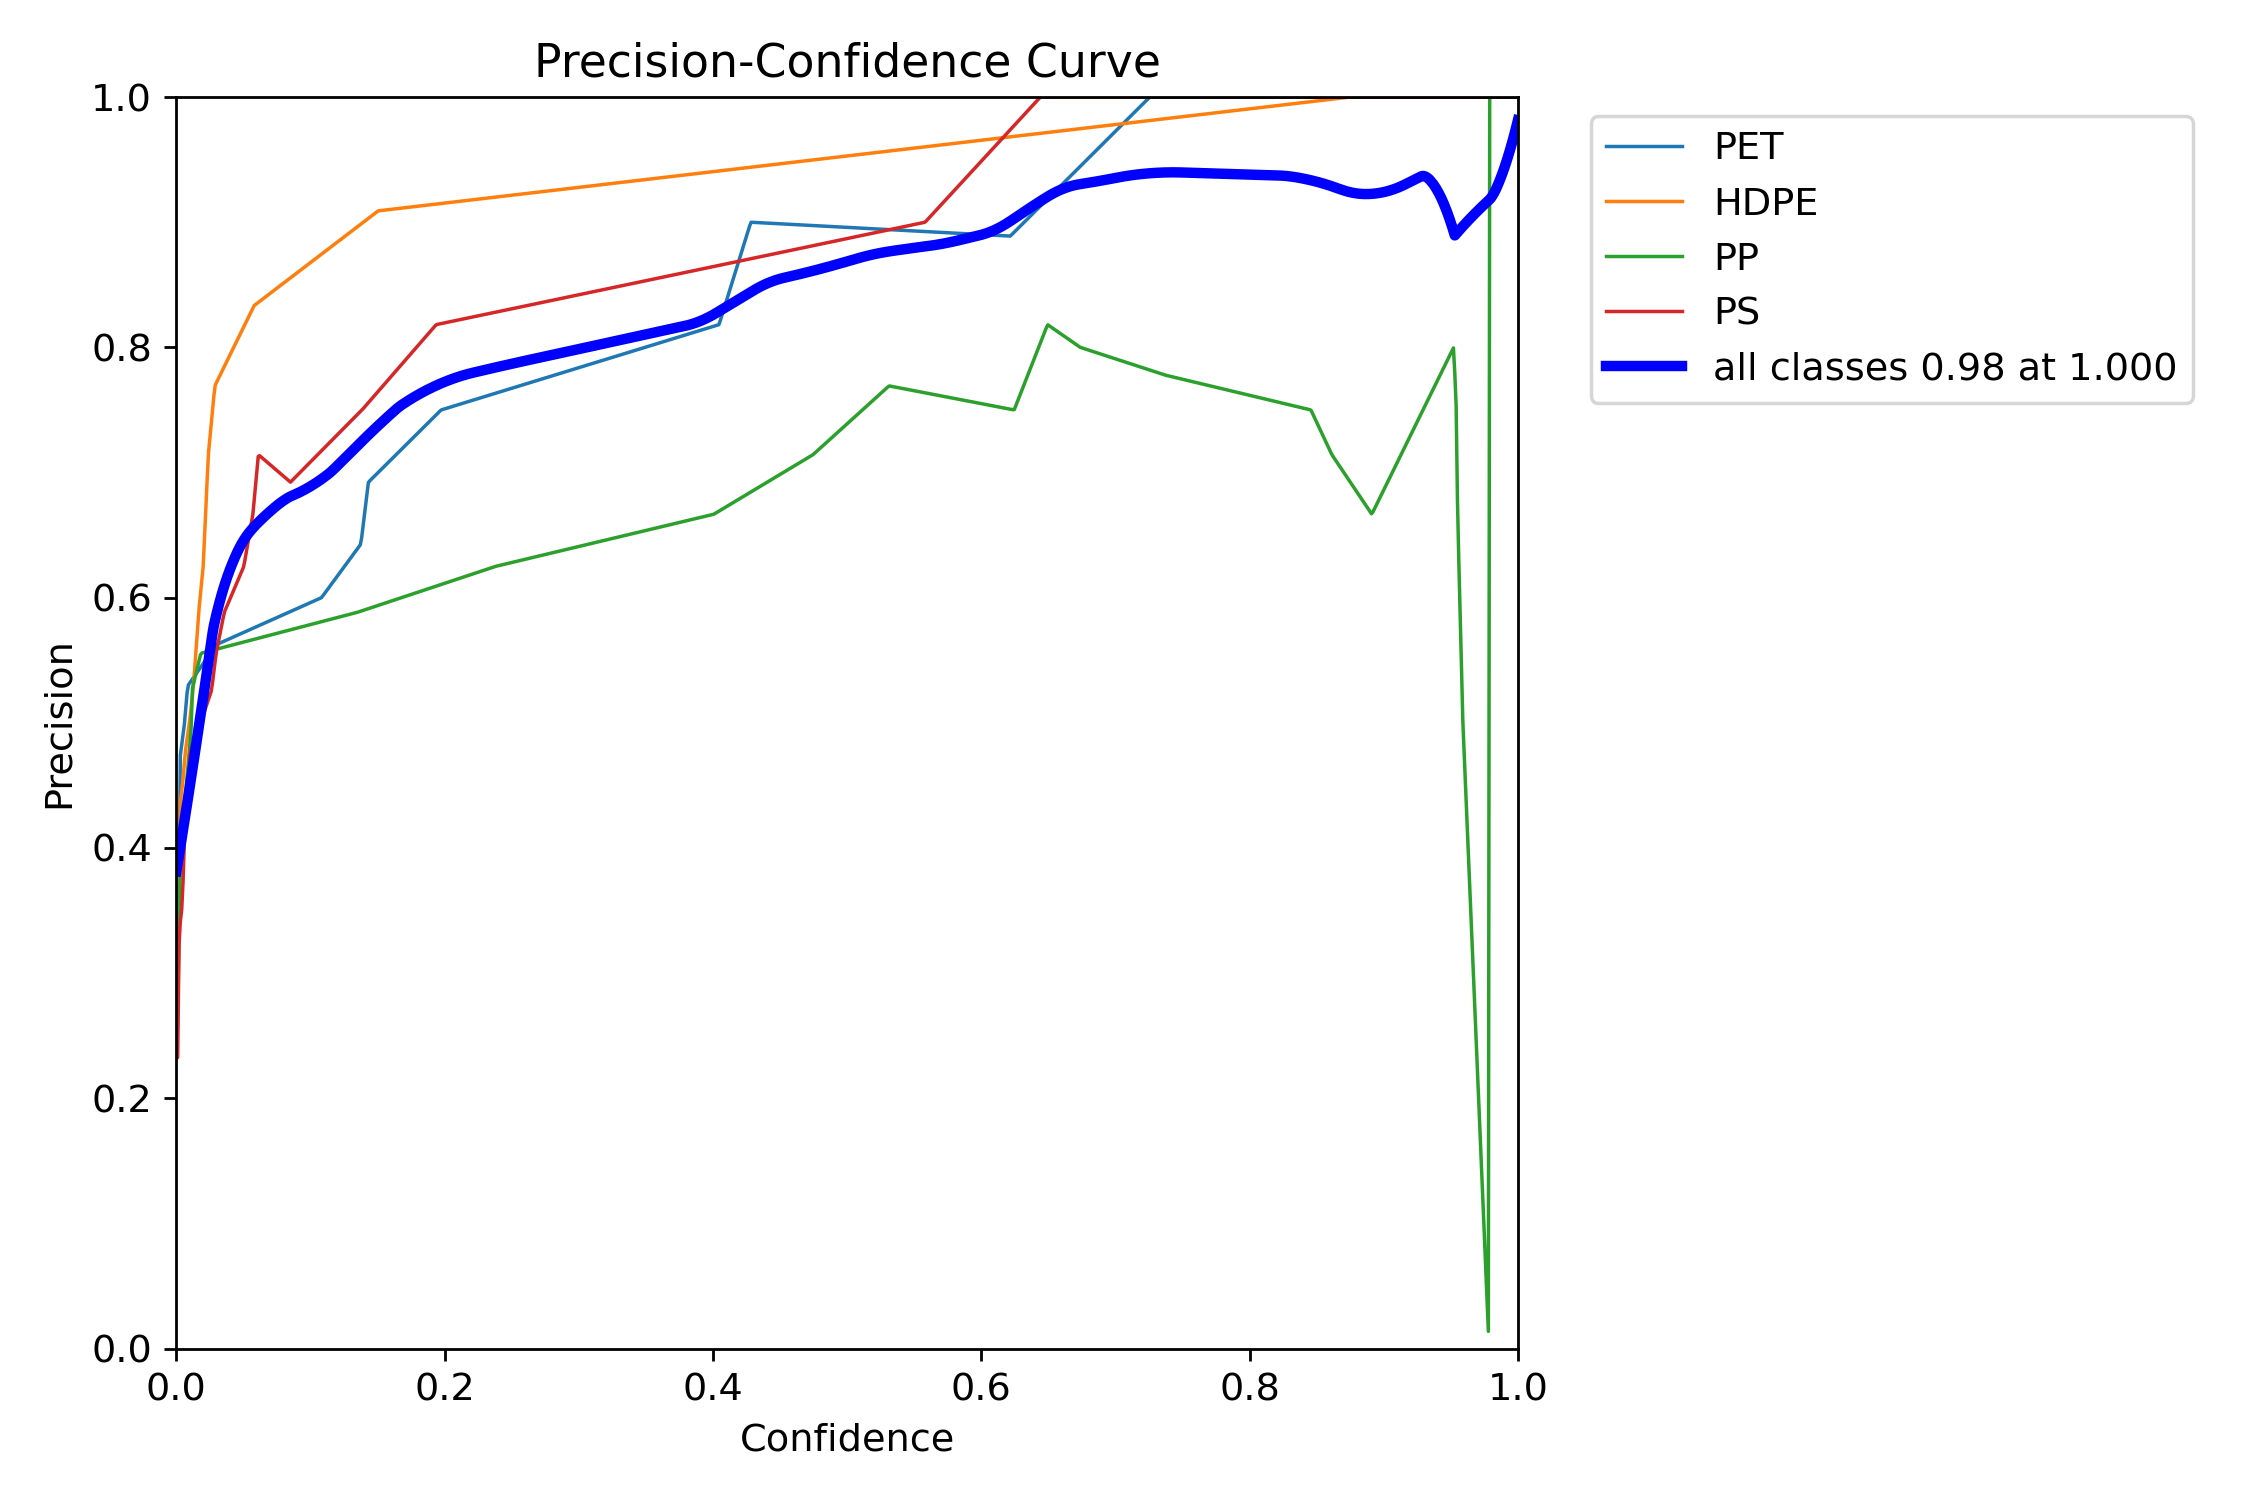 Precision-Confidence Curve
1.0
0.8
0.6
0.4
0.2
0.0
Precision
0.0 0.2 0.4 0.6 0.8 1.0
Confidence
PET
HDPE
PP
PS
all classes 0.98 at 1.000